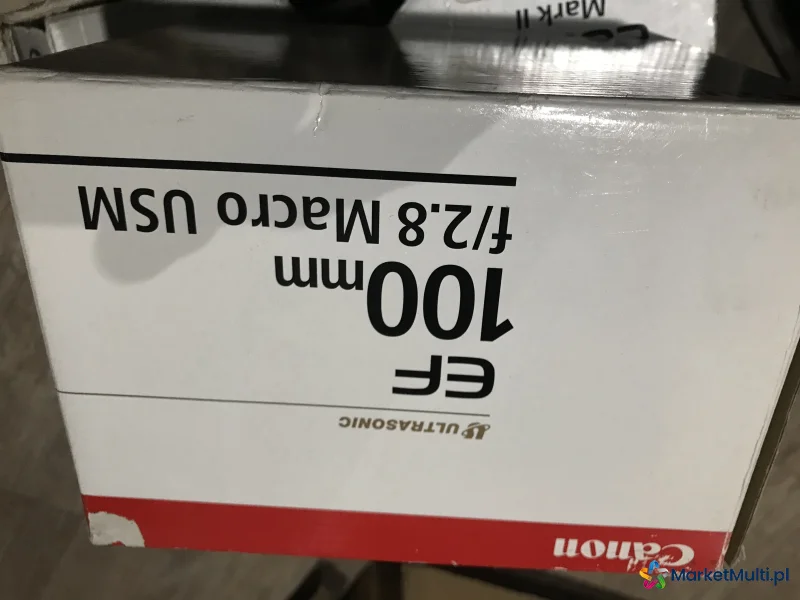 Canon
ULTRASONIC
EF
100mm
f/2.8 Macro USM
Mark II
MarketMulti.pl